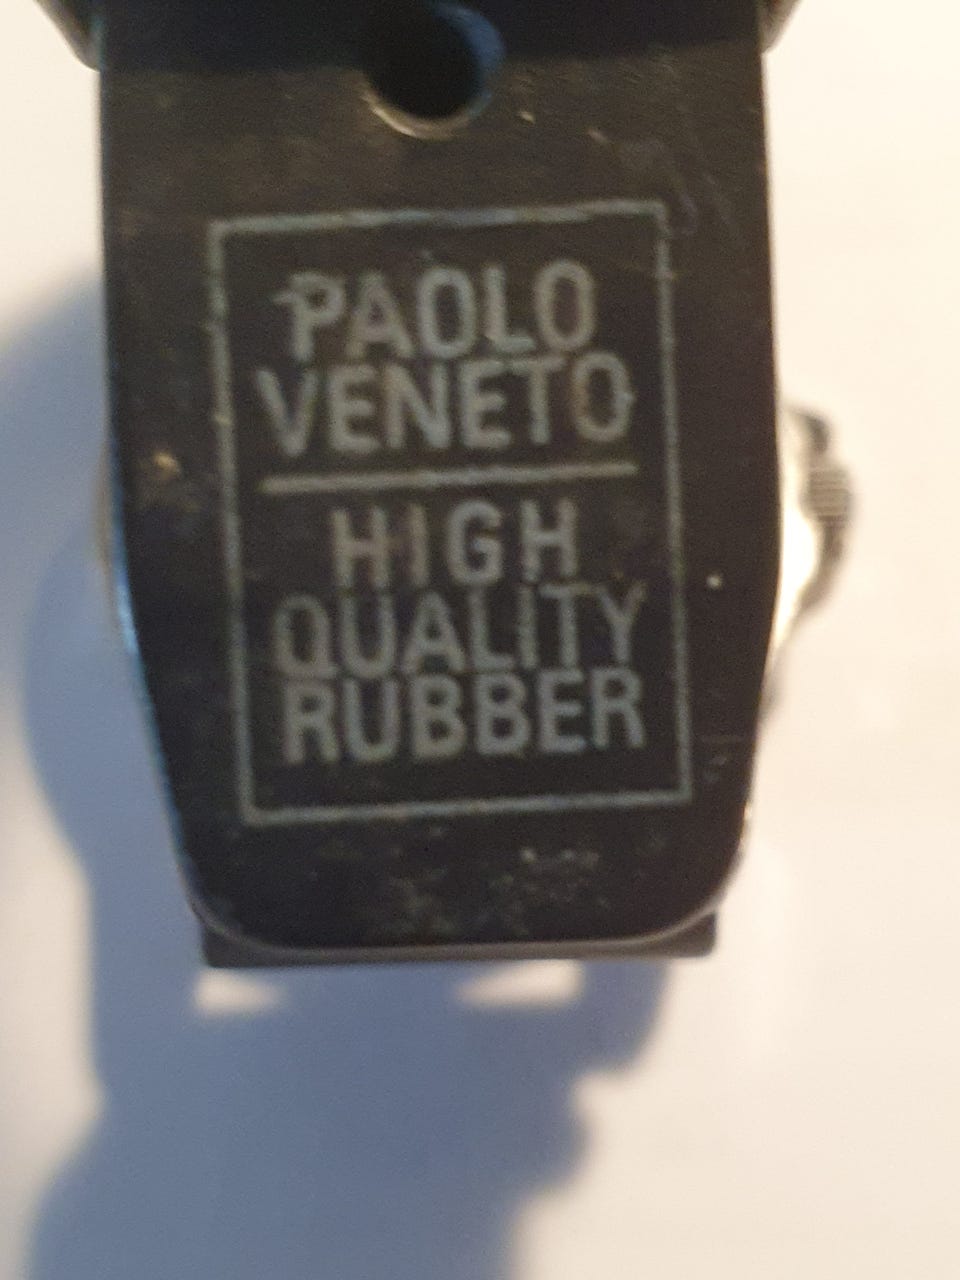 PAOLO
VENETO
HIGH
QUALITY
RUBBER